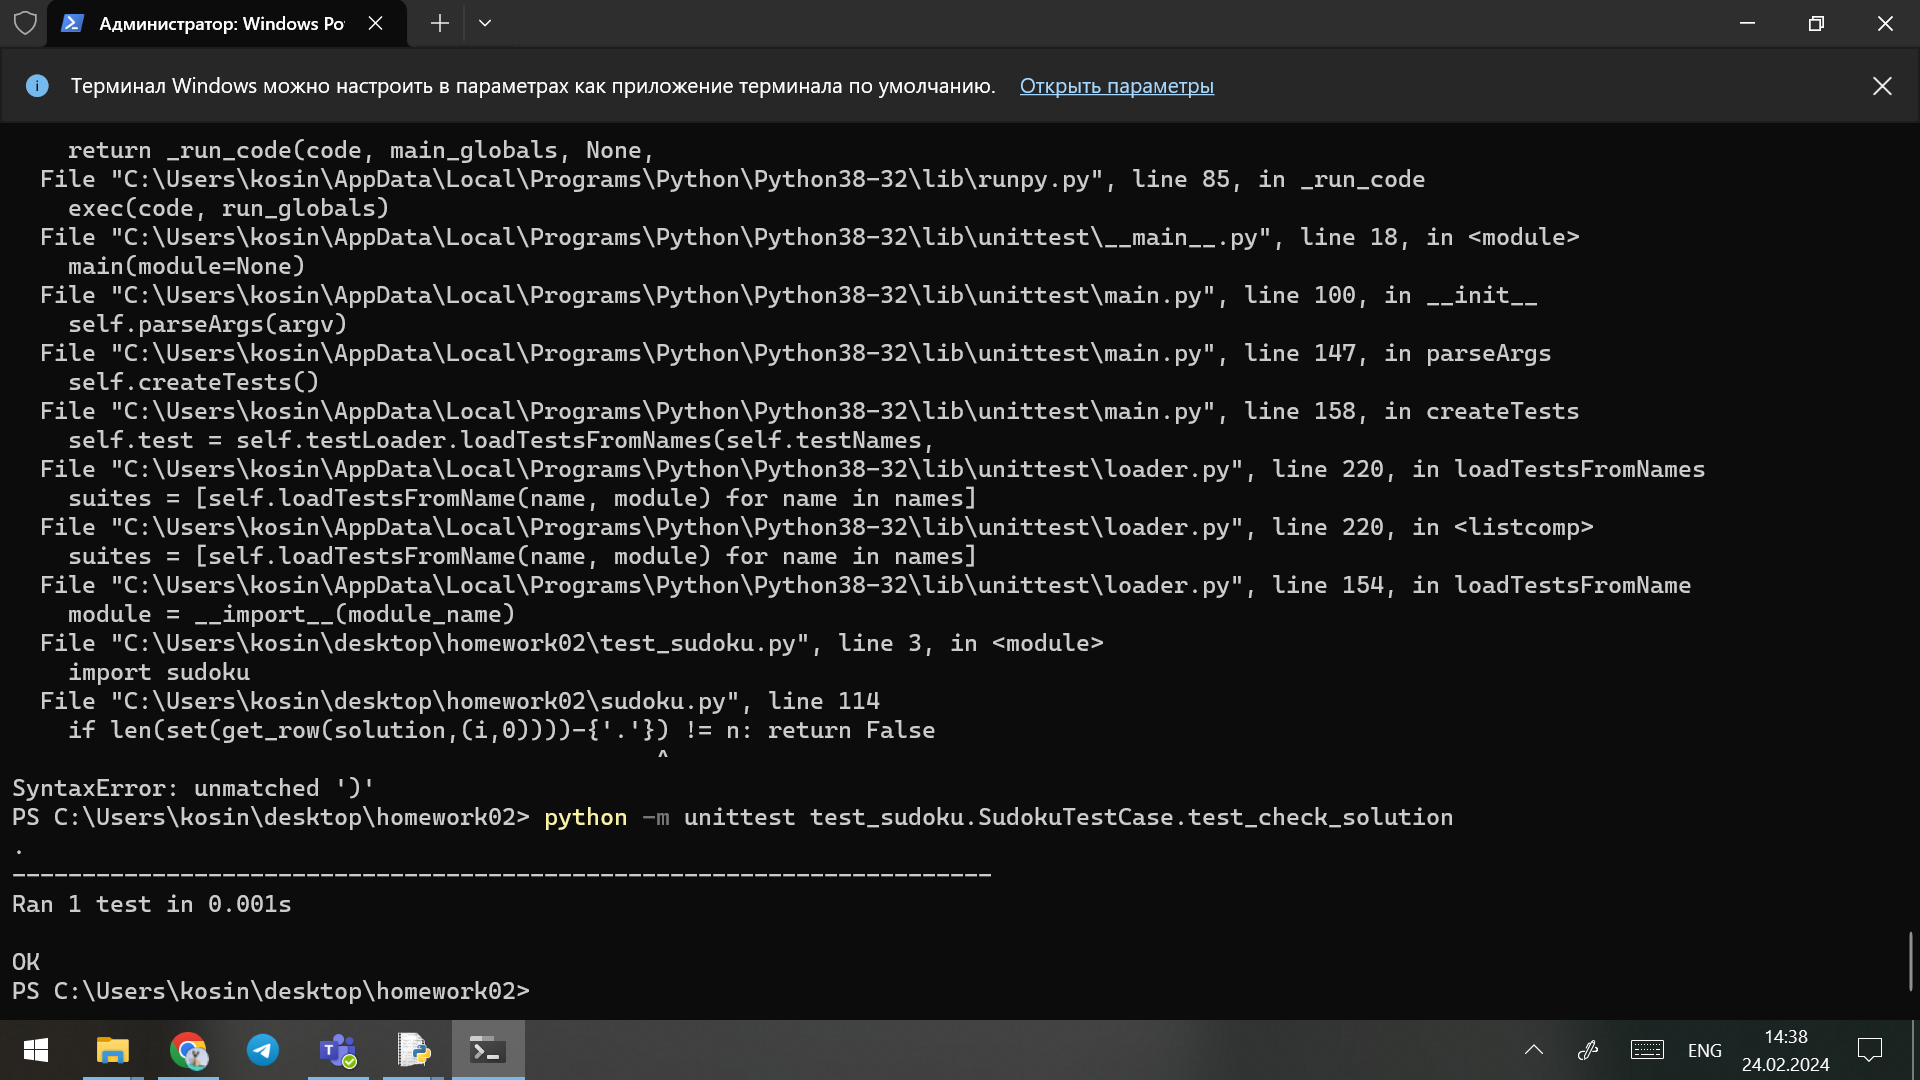 Администратор: Windows Po
Терминал Windows можно настроить в параметрах как приложение терминала по умолчанию. Открыть параметры
    return _run_code(code, main_globals, None,
  File "C:\Users\kosin\AppData\Local\Programs\Python\Python38-32\lib\runpy.py", line 85, in _run_code
    exec(code, run_globals)
  File "C:\Users\kosin\AppData\Local\Programs\Python\Python38-32\lib\unittest\__main__.py", line 18, in <module>
    main(module=None)
  File "C:\Users\kosin\AppData\Local\Programs\Python\Python38-32\lib\unittest\main.py", line 100, in __init__
    self.parseArgs(argv)
  File "C:\Users\kosin\AppData\Local\Programs\Python\Python38-32\lib\unittest\main.py", line 147, in parseArgs
    self.createTests()
  File "C:\Users\kosin\AppData\Local\Programs\Python\Python38-32\lib\unittest\main.py", line 158, in createTests
    self.test = self.testLoader.loadTestsFromNames(self.testNames,
  File "C:\Users\kosin\AppData\Local\Programs\Python\Python38-32\lib\unittest\loader.py", line 220, in loadTestsFromNames
    suites = [self.loadTestsFromName(name, module) for name in names]
  File "C:\Users\kosin\AppData\Local\Programs\Python\Python38-32\lib\unittest\loader.py", line 220, in <listcomp>
    suites = [self.loadTestsFromName(name, module) for name in names]
  File "C:\Users\kosin\AppData\Local\Programs\Python\Python38-32\lib\unittest\loader.py", line 154, in loadTestsFromName
    module = __import__(module_name)
  File "C:\Users\kosin\desktop\homework02\test_sudoku.py", line 3, in <module>
    import sudoku
  File "C:\Users\kosin\desktop\homework02\sudoku.py", line 114
    if len(set(get_row(solution,(i,0))))-{'.'}) != n: return False
                                              ^
SyntaxError: unmatched ')'
PS C:\Users\kosin\desktop\homework02> python -m unittest test_sudoku.SudokuTestCase.test_check_solution
.
----------------------------------------------------------------------
Ran 1 test in 0.001s
OK
PS C:\Users\kosin\desktop\homework02>
ENG
14:38
24.02.2024